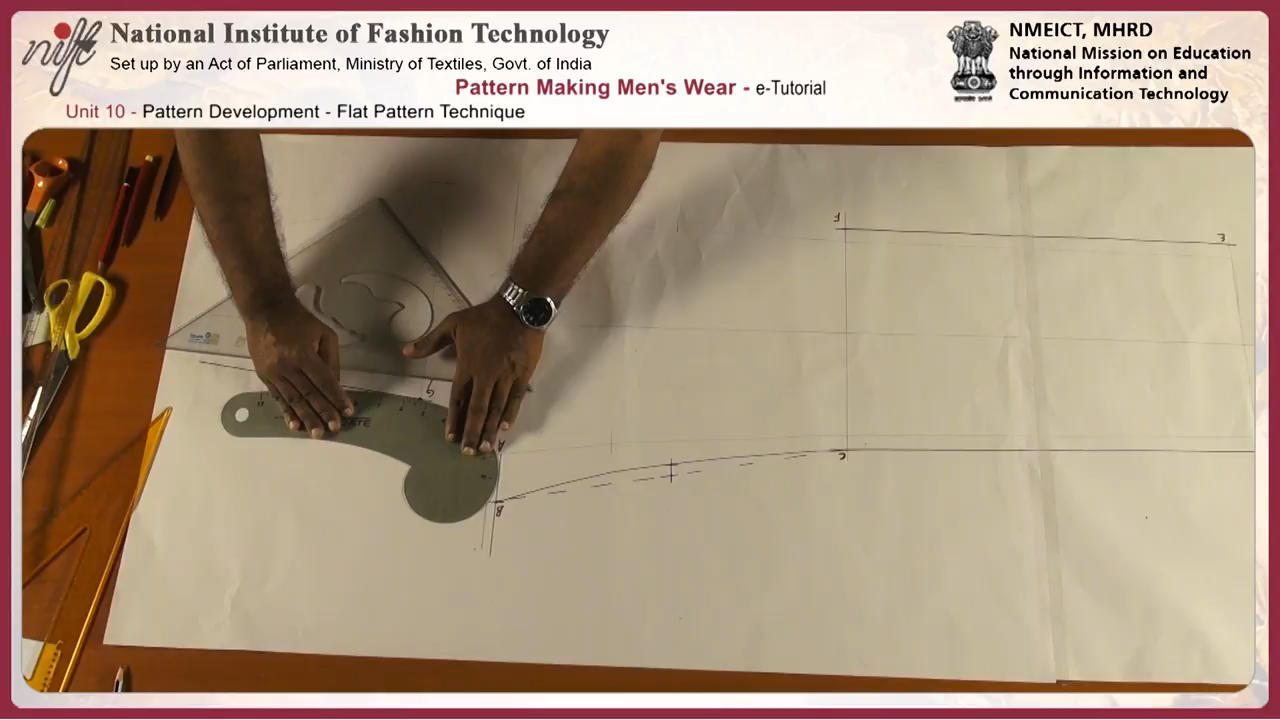 nift
National Institute of Fashion Technology
Set up by an Act of Parliament, Ministry of Textiles, Govt. of India
NMEICT, MHRD
National Mission on Education
through Information and
Communication Technology
Pattern Making Men's Wear - e-Tutorial
Unit 10 - Pattern Development - Flat Pattern Technique
F
E
G
A
C
B